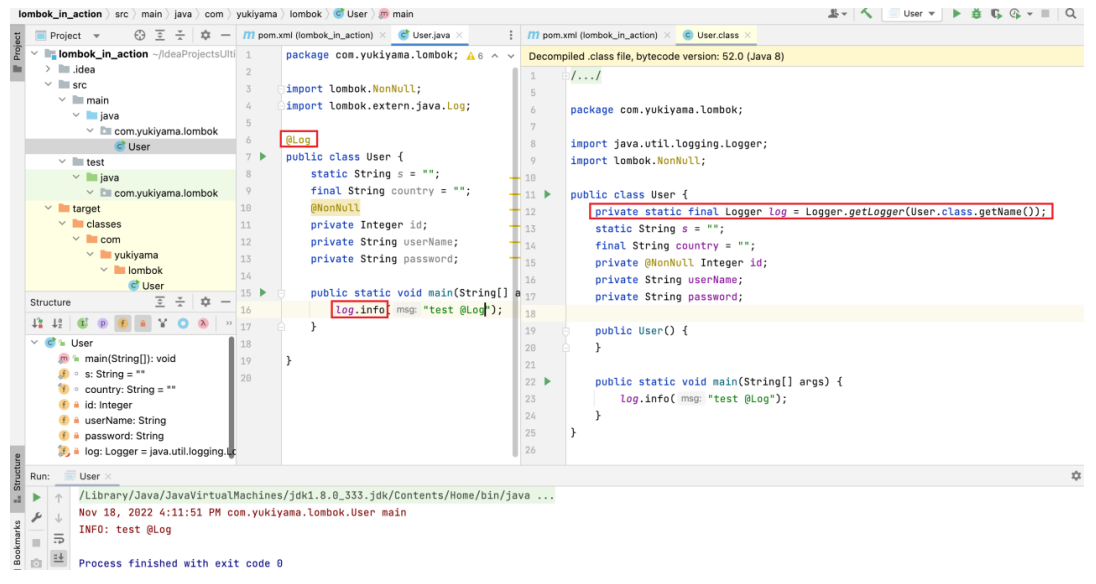 lombok_in_action › src › main › java › com › yukiyama › lombok › User › main
User
Project
pom.xml (lombok_in_action) × User.java ×
pom.xml (lombok_in_action) × User.class ×
Project
lombok_in_action ~/IdeaProjectsUlti
.idea
src
main
java
com.yukiyama.lombok
User
test
java
com.yukiyama.lombok
target
classes
com
yukiyama
lombok
User
1 package com.yukiyama.lombok; 6
2
3 import lombok.NonNull;
4 import lombok.extern.java.Log;
5
6 @Log
7 public class User {
8 static String s = "";
9 final String country = "";
10 @NonNull
11 private Integer id;
12 private String userName;
13 private String password;
14
15 public static void main(String[] a
16 log.info( msg: "test @Log");
17 }
18
19 }
20
Decompiled .class file, bytecode version: 52.0 (Java 8)
1 /.../
5
6 package com.yukiyama.lombok;
7
8 import java.util.logging.Logger;
9 import lombok.NonNull;
10
11 public class User {
12 private static final Logger log = Logger.getLogger(User.class.getName());
13 static String s = "";
14 final String country = "";
15 private @NonNull Integer id;
16 private String userName;
17 private String password;
18
19 public User() {
20 }
21
22 public static void main(String[] args) {
23 log.info( msg: "test @Log");
24 }
25 }
26
Structure
User
main(String[]): void
s: String = ""
country: String = ""
id: Integer
userName: String
password: String
log: Logger = java.util.logging.Lo
Structure
Bookmarks
Run: User ×
/Library/Java/JavaVirtualMachines/jdk1.8.0_333.jdk/Contents/Home/bin/java ...
Nov 18, 2022 4:11:51 PM com.yukiyama.lombok.User main
INFO: test @Log
Process finished with exit code 0